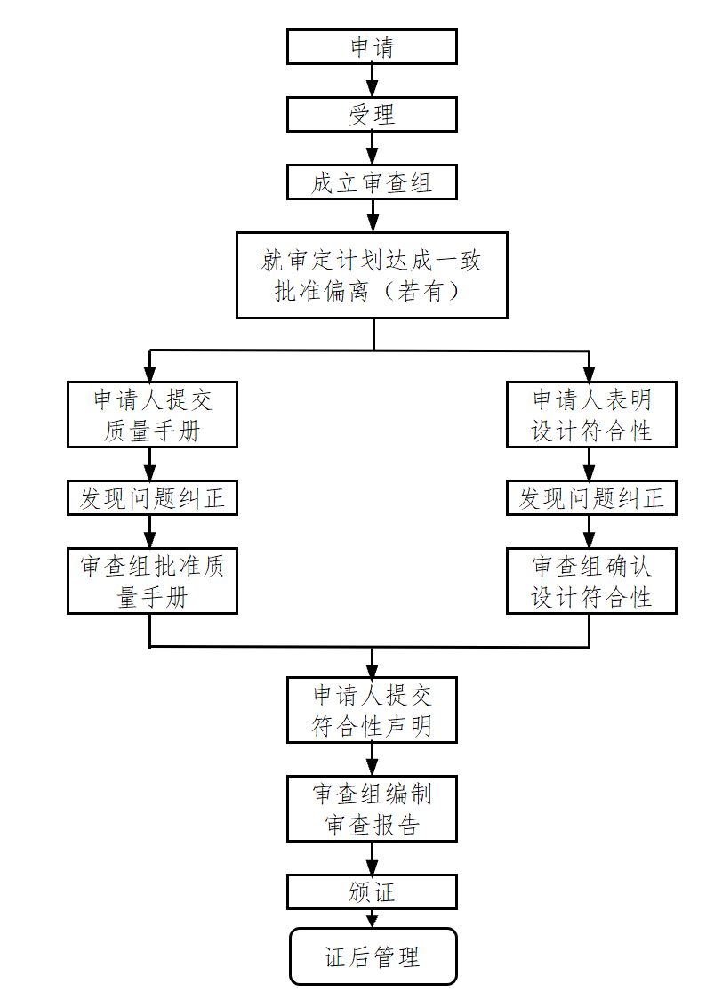 申请
受理
成立审查组
就审定计划达成一致
批准偏离（若有）
申请人提交
质量手册
发现问题纠正
审查组批准质
量手册
申请人表明
设计符合性
发现问题纠正
审查组确认
设计符合性
申请人提交
符合性声明
审查组编制
审查报告
颁证
证后管理